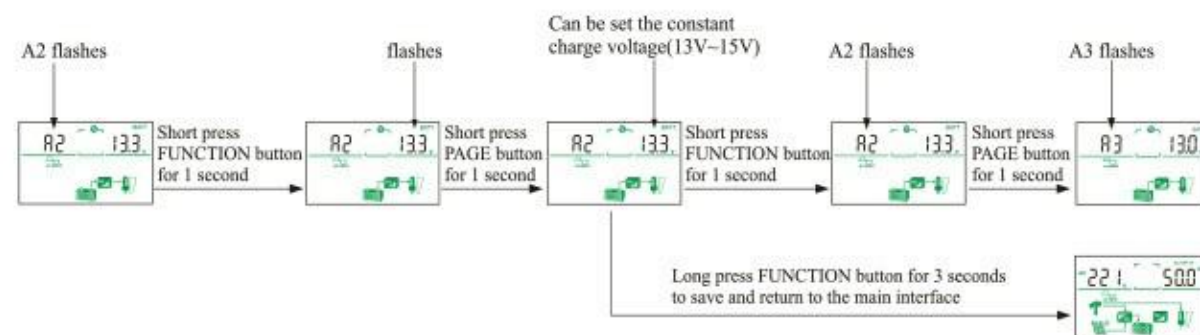 Can be set the constant
charge voltage(13V~15V)
A2 flashes
flashes
A2 flashes
A3 flashes
A2 13.3
Short press
FUNCTION button
for 1 second
A2 13.3
Short press
PAGE button
for 1 second
A2 13.3
Short press
FUNCTION button
for 1 second
A2 13.3
Short press
PAGE button
for 1 second
A3 13.0
Long press FUNCTION button for 3 seconds
to save and return to the main interface
221 50.0